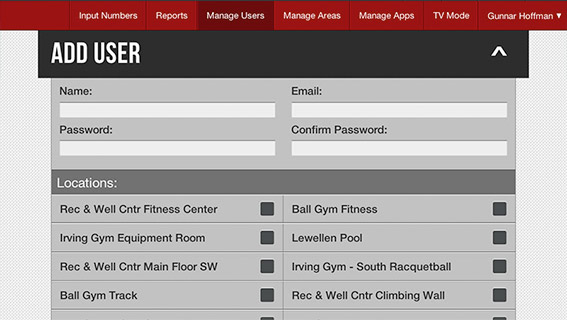 Input Numbers Reports Manage Users Manage Areas Manage Apps TV Mode Gunnar Hoffman ▾
ADD USER
Name: Email:
Password: Confirm Password:
Locations:
Rec & Well Cntr Fitness Center Ball Gym Fitness
Irving Gym Equipment Room Lewellen Pool
Rec & Well Cntr Main Floor SW Irving Gym - South Racquetball
Ball Gym Track Rec & Well Cntr Climbing Wall